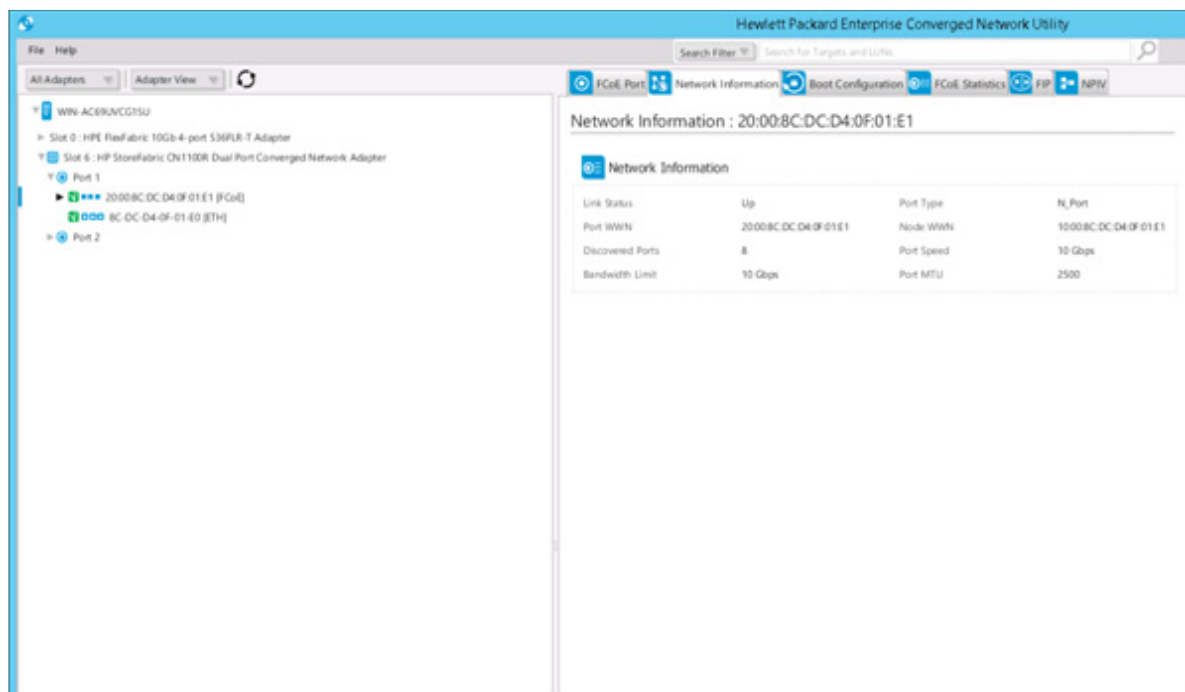 Hewlett Packard Enterprise Converged Network Utility
File Help
Search Filter Search for Targets and LUNs
All Adapters Adapter View
FCoE Port Network Information Boot Configuration FCoE Statistics FIP NPIV
WIN-AC69UVCG15U
Slot 0 : HPE FlexFabric 10Gb 4-port 536FLR-T Adapter
Slot 6 : HP StoreFabric CN1100R Dual Port Converged Network Adapter
Port 1
20:00:8C:DC:D4:0F:01:E1 [FCoE]
8C-DC-D4-0F-01-E0 [ETH]
Port 2
Network Information : 20:00:8C:DC:D4:0F:01:E1
Network Information
Link Status Up Port Type N_Port
Port WWN 20:00:8C:DC:D4:0F:01:E1 Node WWN 10:00:8C:DC:D4:0F:01:E1
Discovered Ports 8 Port Speed 10 Gbps
Bandwidth Limit 10 Gbps Port MTU 2500